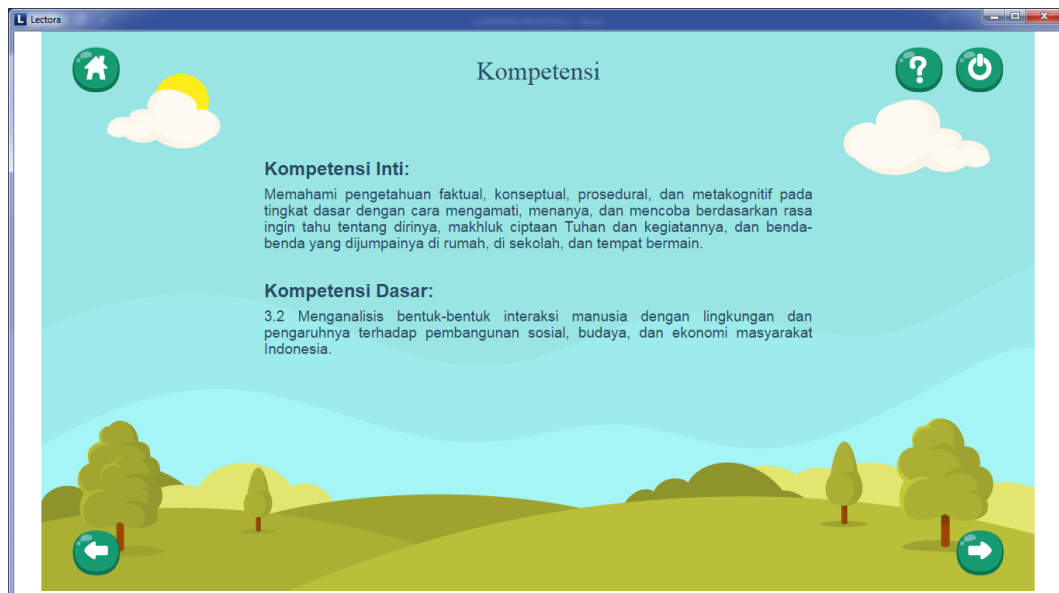 Lectora
Kompetensi
Kompetensi Inti:
Memahami pengetahuan faktual, konseptual, prosedural, dan metakognitif pada
tingkat dasar dengan cara mengamati, menanya, dan mencoba berdasarkan rasa
ingin tahu tentang dirinya, makhluk ciptaan Tuhan dan kegiatannya, dan benda-
benda yang dijumpainya di rumah, di sekolah, dan tempat bermain.
Kompetensi Dasar:
3.2 Menganalisis bentuk-bentuk interaksi manusia dengan lingkungan dan
pengaruhnya terhadap pembangunan sosial, budaya, dan ekonomi masyarakat
Indonesia.